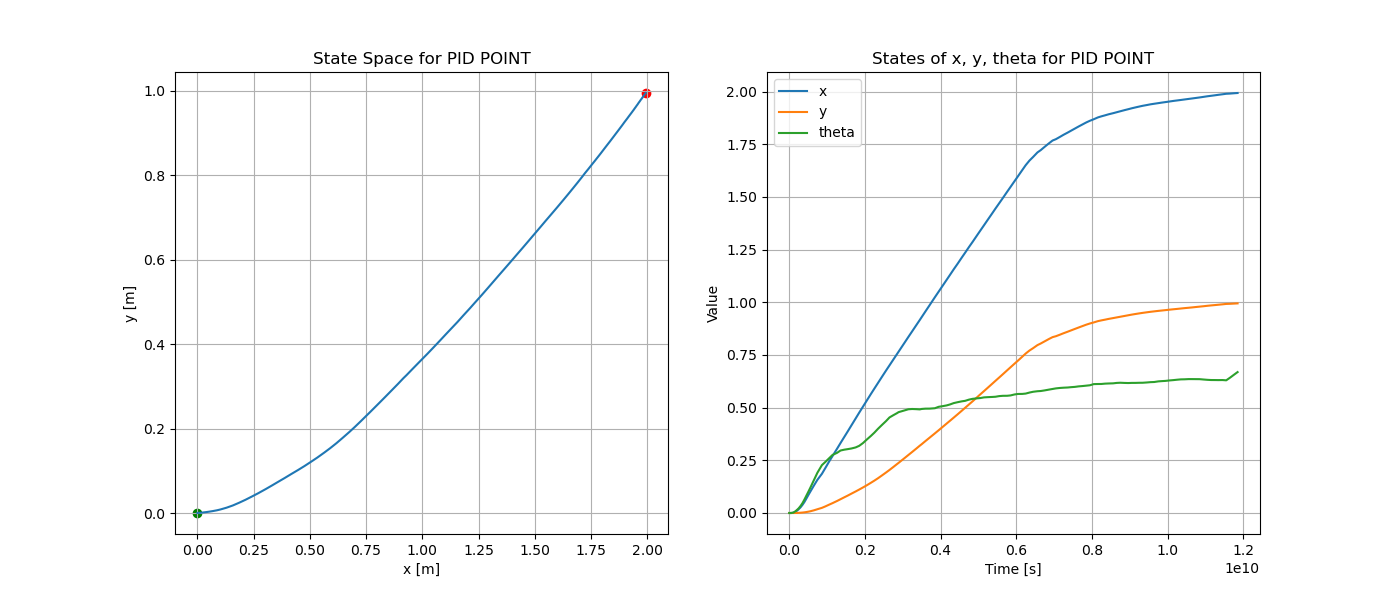 State Space for PID POINT
1.0
0.8
0.6
0.4
0.2
0.0
y [m]
0.00 0.25 0.50 0.75 1.00 1.25 1.50 1.75 2.00
x [m]
States of x, y, theta for PID POINT
x
y
theta
2.00
1.75
1.50
1.25
1.00
0.75
0.50
0.25
0.00
Value
0.0 0.2 0.4 0.6 0.8 1.0 1.2
Time [s]
1e10